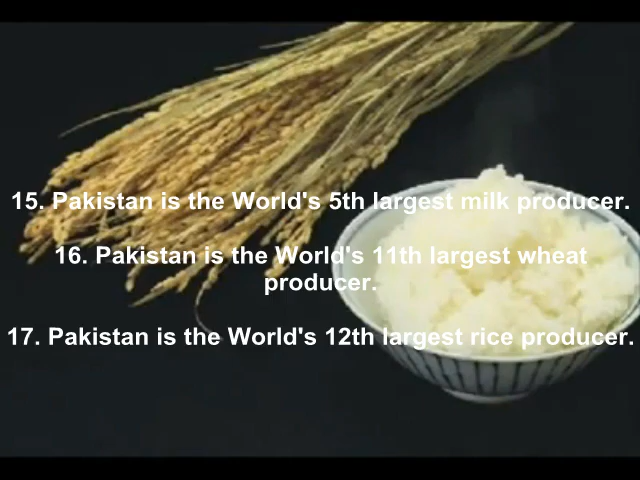 15. Pakistan is the World's 5th largest milk producer.
16. Pakistan is the World's 11th largest wheat
producer.
17. Pakistan is the World's 12th largest rice producer.